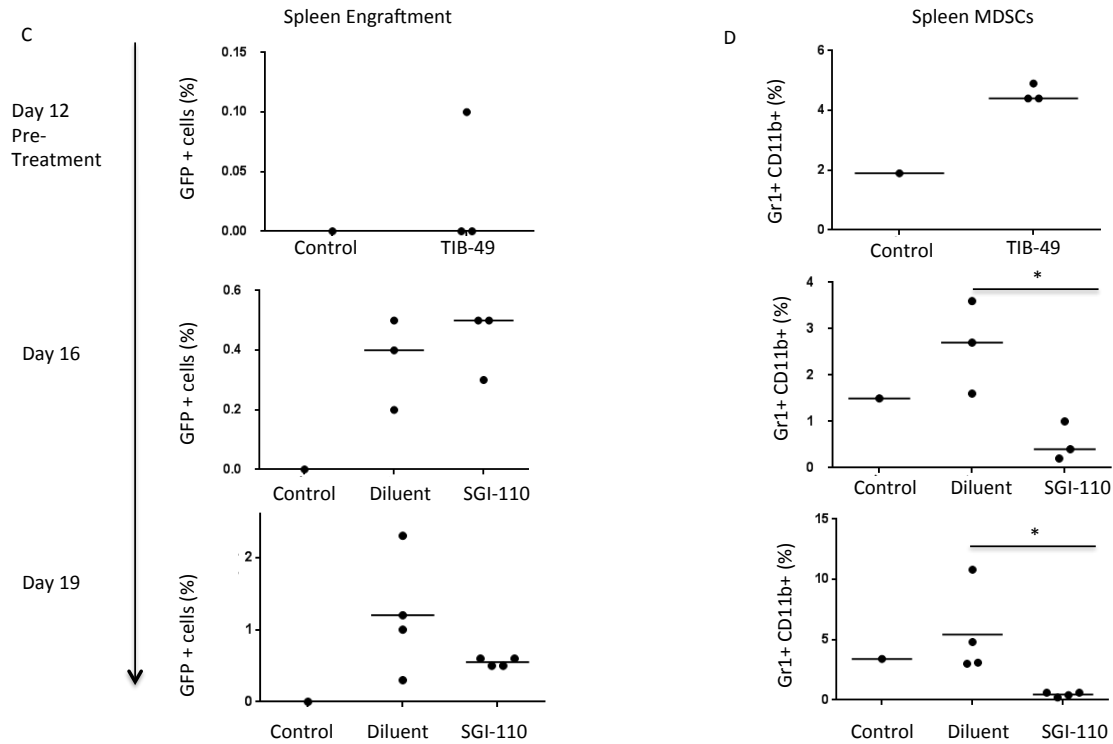 C
Spleen Engraftment
Day 12
Pre-
Treatment
GFP + cells (%)
0.15
0.10
0.05
0.00
Control TIB-49
Day 16
GFP + cells (%)
0.6
0.4
0.2
0.0
Control Diluent SGI-110
Day 19
GFP + cells (%)
2
1
0
Control Diluent SGI-110
D
Spleen MDSCs
Gr1+ CD11b+ (%)
6
4
2
0
Control TIB-49
Gr1+ CD11b+ (%)
4
3
2
1
0
*
Control Diluent SGI-110
Gr1+ CD11b+ (%)
15
10
5
0
*
Control Diluent SGI-110